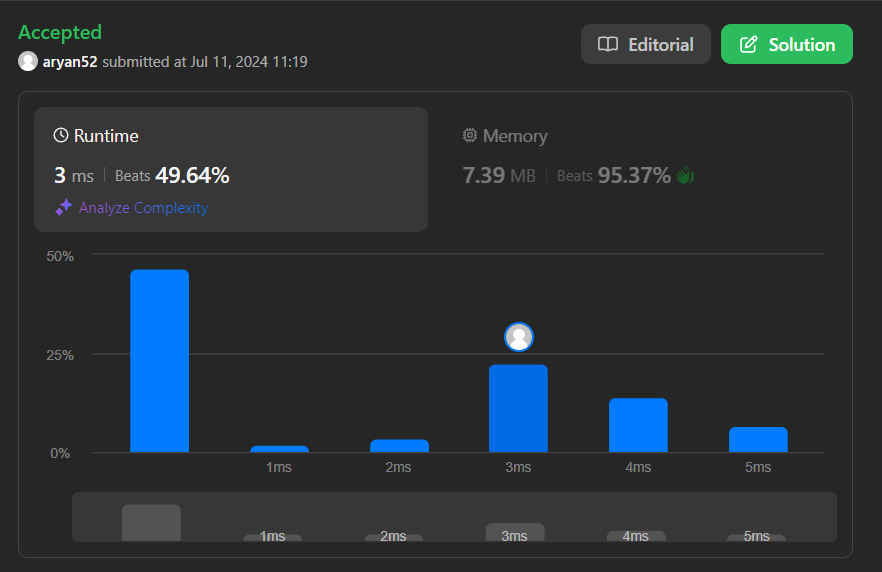 Accepted
aryan52 submitted at Jul 11, 2024 11:19
Editorial
Solution
Runtime
3 ms | Beats 49.64%
Analyze Complexity
Memory
7.39 MB | Beats 95.37%
50%
25%
0%
1ms 2ms 3ms 4ms 5ms
1ms 2ms 3ms 4ms 5ms